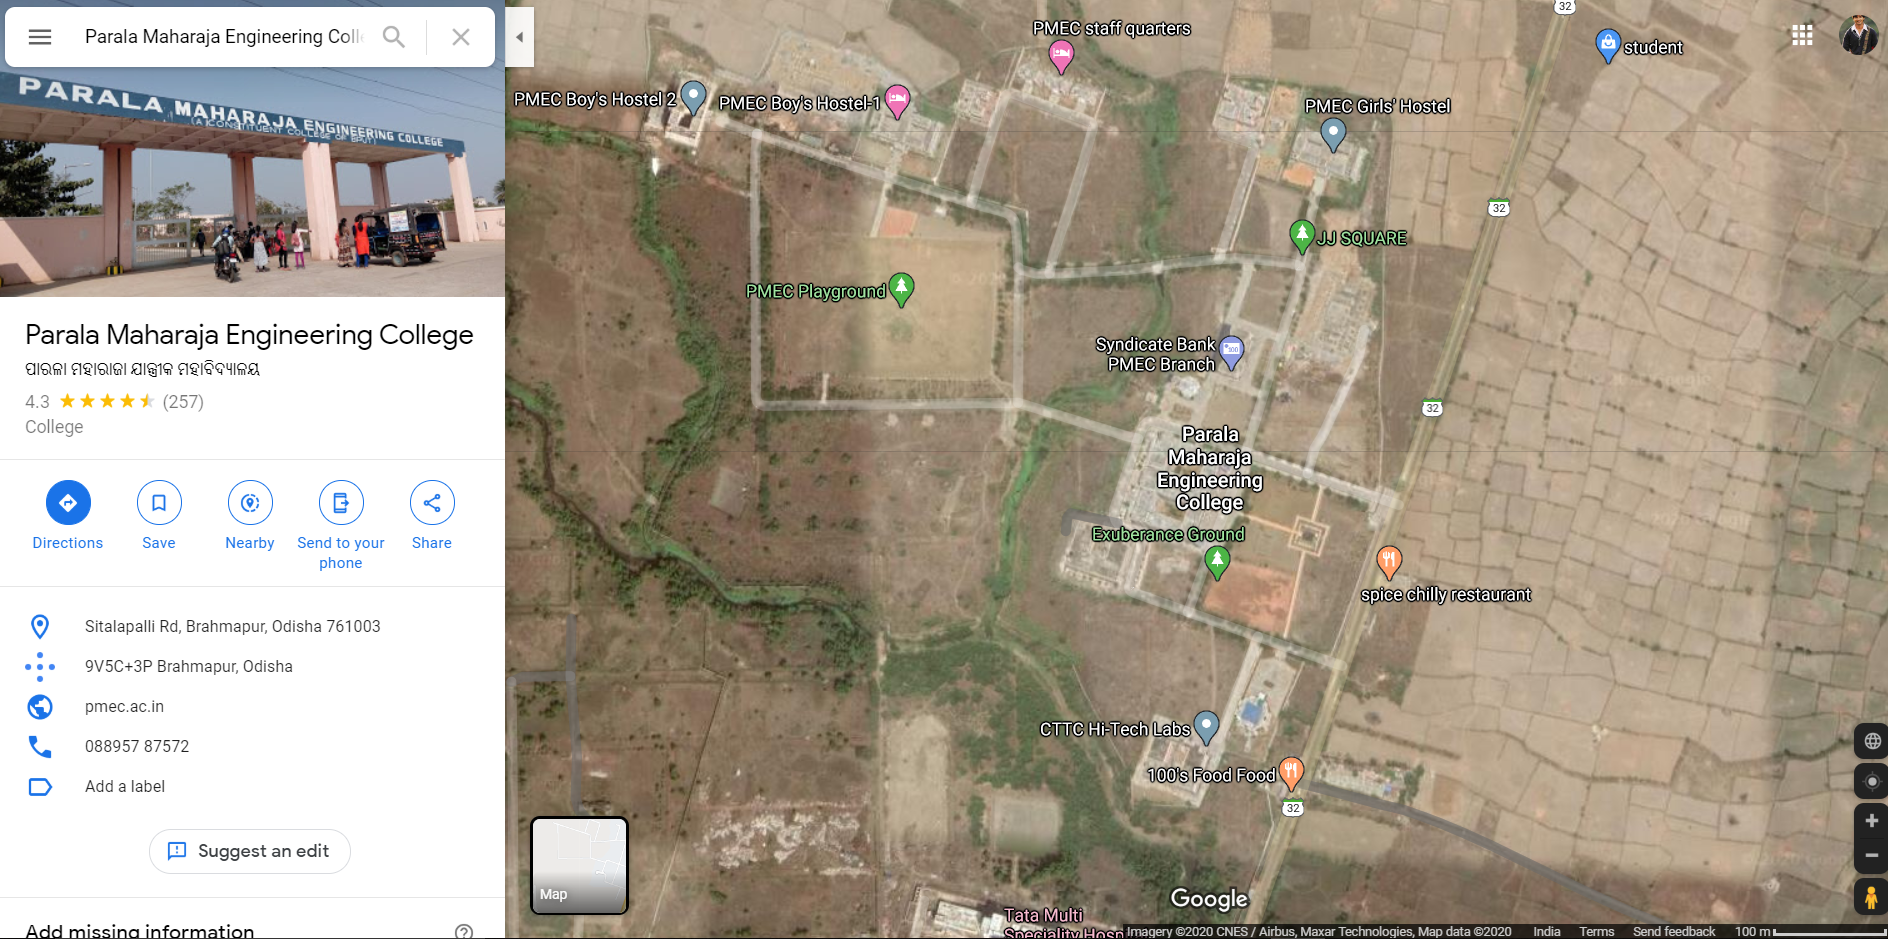 Parala Maharaja Engineering Colle
PARALA MAHARAJA ENGINEERING COLLEGE
(A CONSTITUENT COLLEGE OF BPUT)
Parala Maharaja Engineering College
ପାରଳା ମହାରାଜା ଯାନ୍ତ୍ରୀକ ମହାବିଦ୍ୟାଳୟ
4.3 (257)
College
Directions
Save
Nearby
Send to your
phone
Share
Sitalapalli Rd, Brahmapur, Odisha 761003
9V5C+3P Brahmapur, Odisha
pmec.ac.in
088957 87572
Add a label
Suggest an edit
Add missing information
32
PMEC staff quarters
student
PMEC Boy's Hostel 2
PMEC Boy's Hostel-1
PMEC Girls' Hostel
32
JJ SQUARE
PMEC Playground
Syndicate Bank
PMEC Branch
32
Parala
Maharaja
Engineering
College
Exuberance Ground
spice chilly restaurant
CTTC Hi-Tech Labs
100's Food Food
32
Map
Google
Tata Multi
Imagery ©2020 CNES / Airbus, Maxar Technologies, Map data ©2020 India Terms Send feedback 100 m